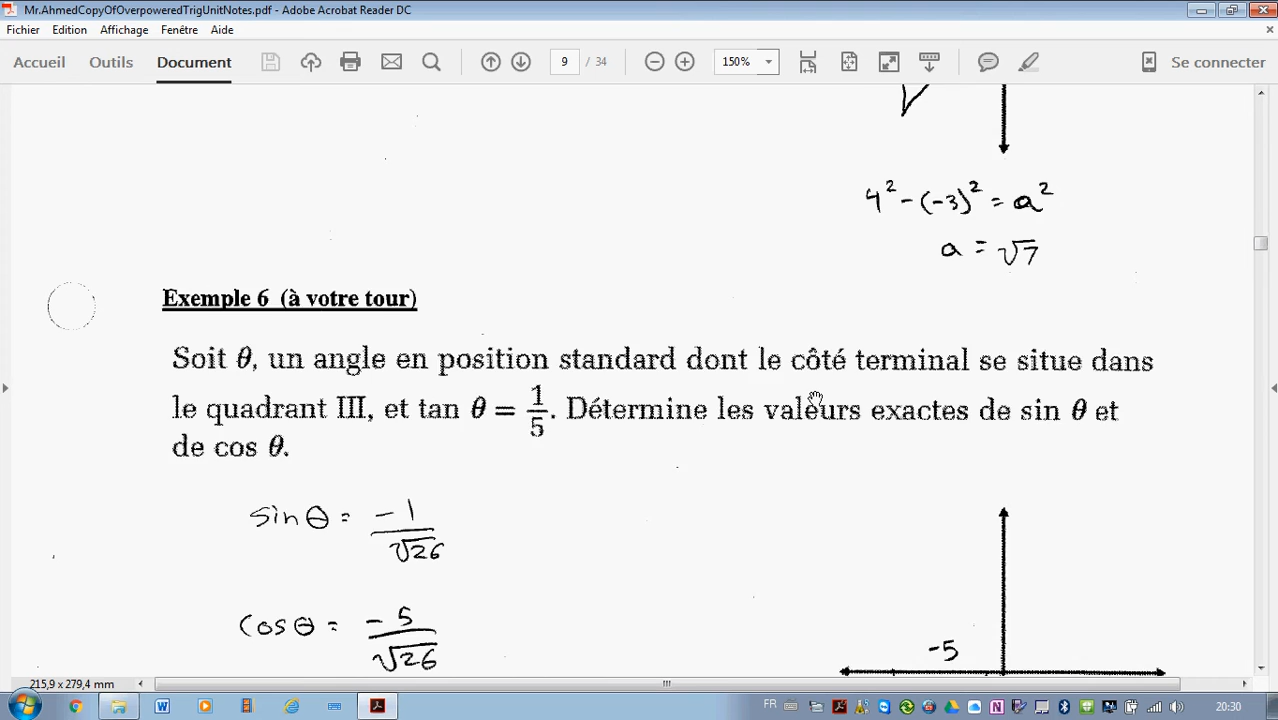 Mr.AhmedCopyOfOverpoweredTrigUnitNotes.pdf - Adobe Acrobat Reader DC
Fichier Edition Affichage Fenêtre Aide
Accueil Outils Document 9 / 34 150% Se connecter
4² - (-3)² = a²
a = √7
Exemple 6 (à votre tour)
Soit θ, un angle en position standard dont le côté terminal se situe dans
le quadrant III, et tan θ = 1/5. Détermine les valeurs exactes de sin θ et
de cos θ.
sin θ = -1/√26
cos θ = -5/√26
-5
215,9 x 279,4 mm
FR 20:30